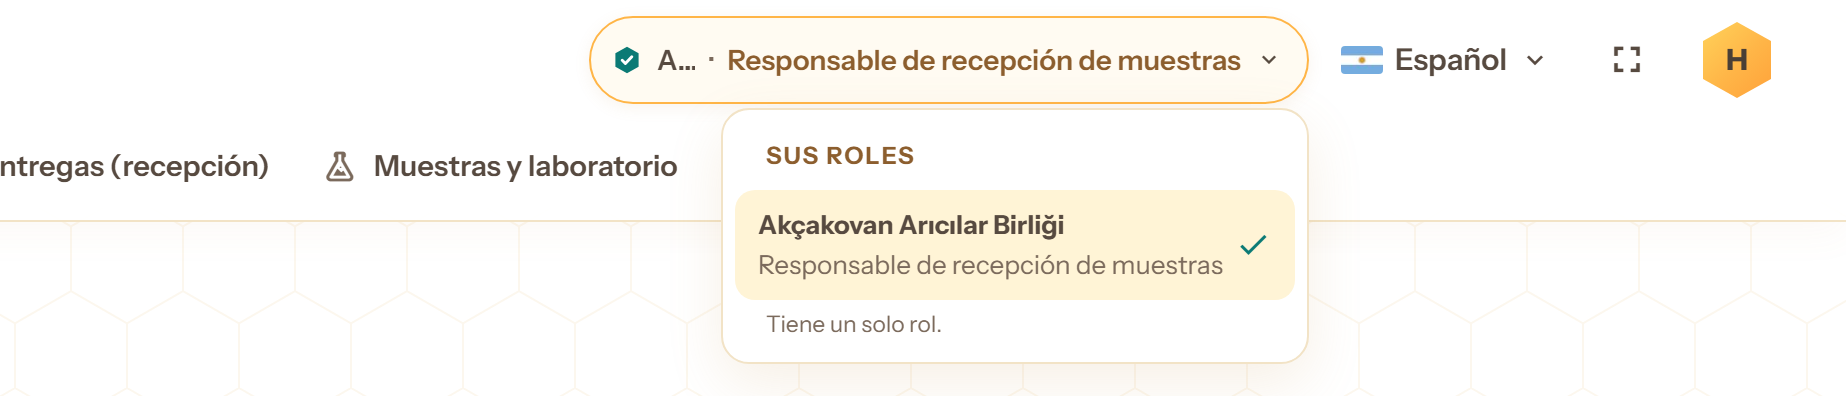 A... · Responsable de recepción de muestras
Español
H
ntregas (recepción)
Muestras y laboratorio
SUS ROLES
Akçakovan Arıcılar Birliği
Responsable de recepción de muestras
Tiene un solo rol.